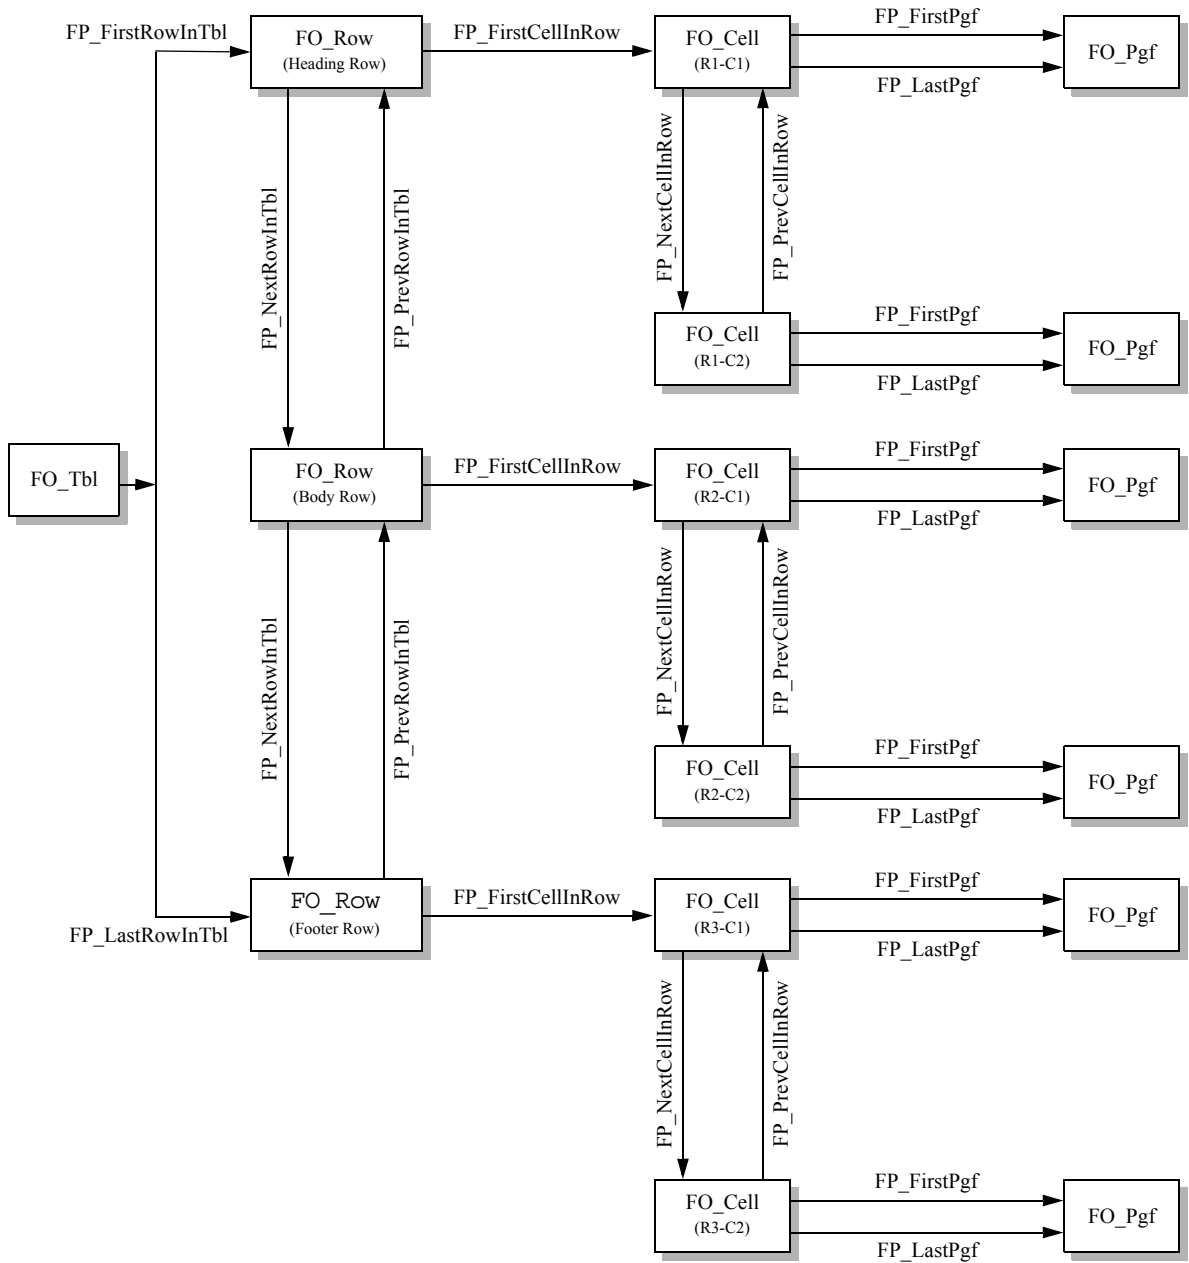 FP_FirstRowInTbl
FO_Row
(Heading Row)
FP_FirstCellInRow
FO_Cell
(R1-C1)
FP_FirstPgf
FP_LastPgf
FO_Pgf
FP_NextRowInTbl
FP_PrevRowInTbl
FP_NextCellInRow
FP_PrevCellInRow
FO_Cell
(R1-C2)
FP_FirstPgf
FP_LastPgf
FO_Pgf
FO_Tbl
FO_Row
(Body Row)
FP_FirstCellInRow
FO_Cell
(R2-C1)
FP_FirstPgf
FP_LastPgf
FO_Pgf
FP_NextRowInTbl
FP_PrevRowInTbl
FP_NextCellInRow
FP_PrevCellInRow
FO_Cell
(R2-C2)
FP_FirstPgf
FP_LastPgf
FO_Pgf
FP_LastRowInTbl
FO_Row
(Footer Row)
FP_FirstCellInRow
FO_Cell
(R3-C1)
FP_FirstPgf
FP_LastPgf
FO_Pgf
FP_NextCellInRow
FP_PrevCellInRow
FO_Cell
(R3-C2)
FP_FirstPgf
FP_LastPgf
FO_Pgf